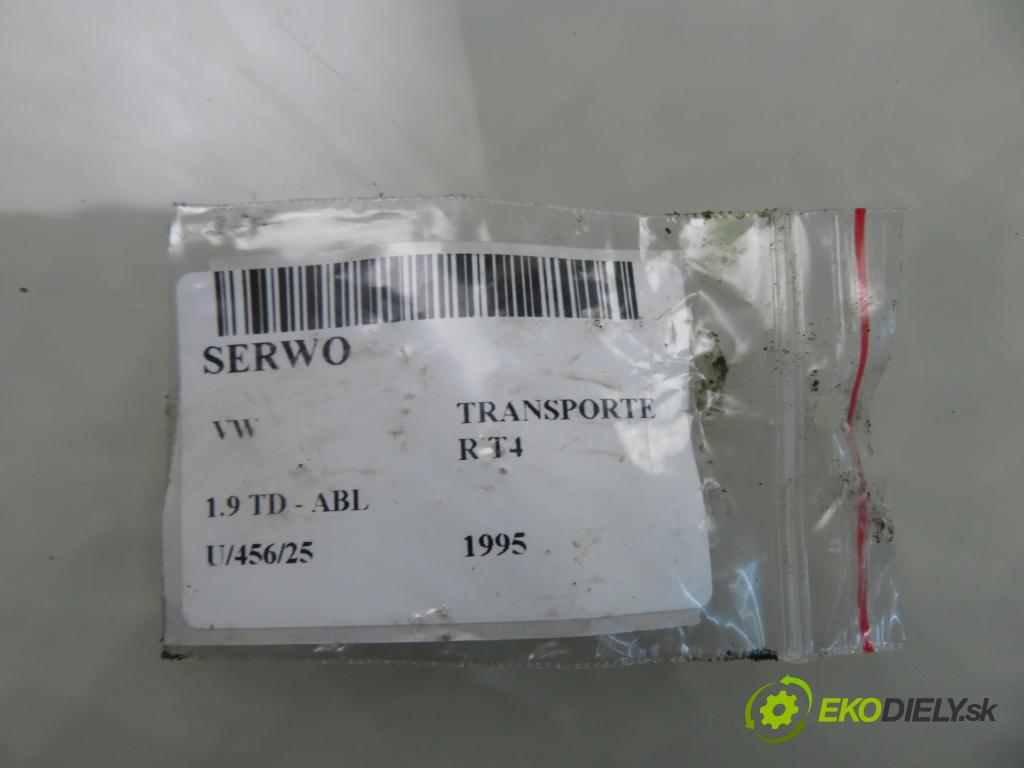 SERWO
VW
TRANSPORTE
R T4
1.9 TD - ABL
U/456/25
1995
EKODIELY.sk